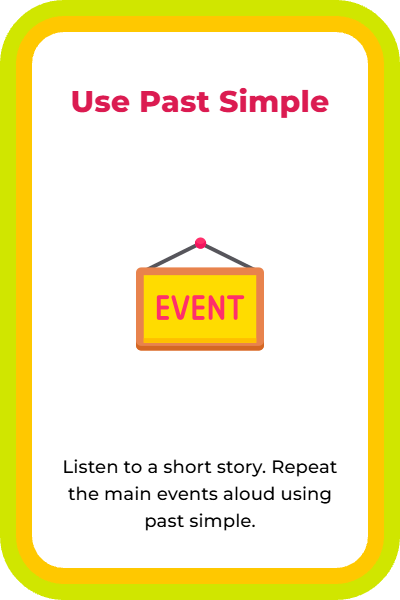 Use Past Simple
EVENT
Listen to a short story. Repeat
the main events aloud using
past simple.